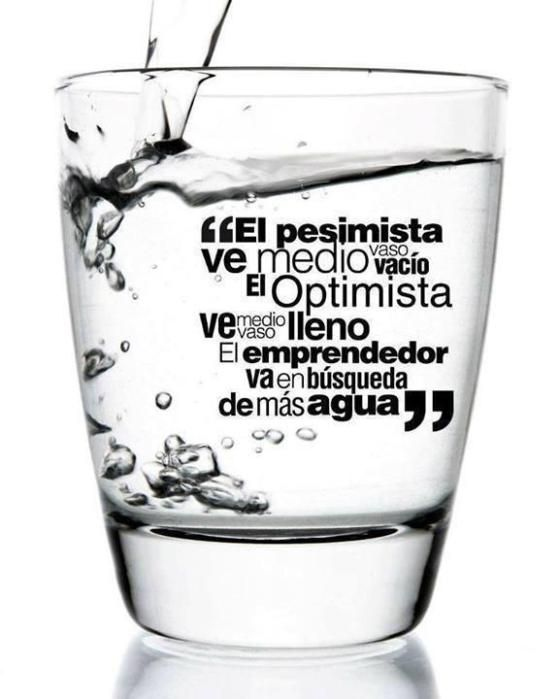 “El pesimista
ve medio vaso vacío
El Optimista
ve medio vaso lleno
El emprendedor
va en búsqueda
de más agua”